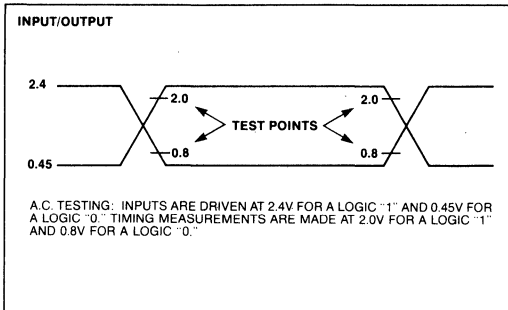 INPUT/OUTPUT
2.4
2.0
2.0
TEST POINTS
0.8
0.8
0.45
A.C. TESTING: INPUTS ARE DRIVEN AT 2.4V FOR A LOGIC "1" AND 0.45V FOR
A LOGIC "0." TIMING MEASUREMENTS ARE MADE AT 2.0V FOR A LOGIC "1"
AND 0.8V FOR A LOGIC "0."